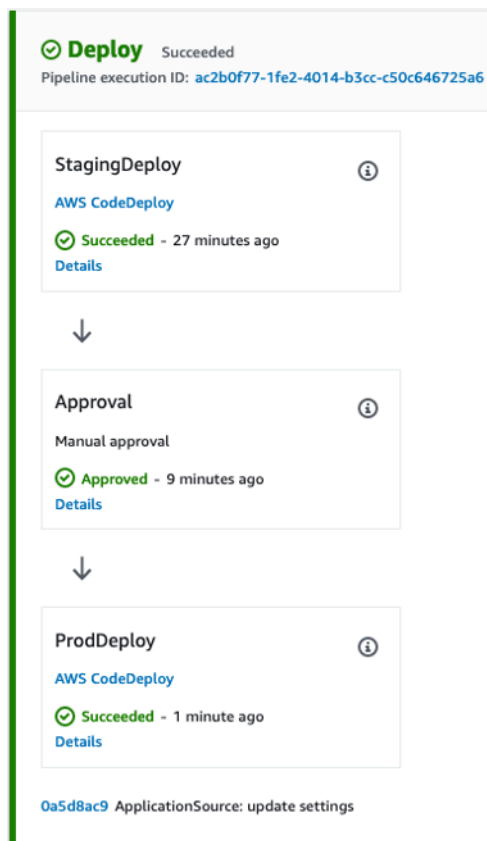 Deploy Succeeded
Pipeline execution ID: ac2b0f77-1fe2-4014-b3cc-c50c646725a6
StagingDeploy
AWS CodeDeploy
Succeeded - 27 minutes ago
Details
Approval
Manual approval
Approved - 9 minutes ago
Details
ProdDeploy
AWS CodeDeploy
Succeeded - 1 minute ago
Details
0a5d8ac9 ApplicationSource: update settings